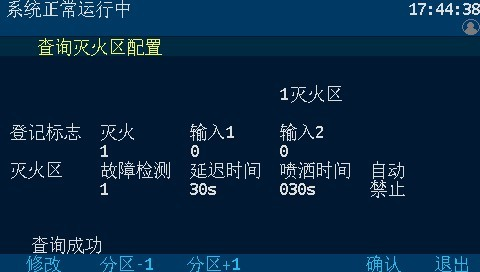 系统正常运行中 17:44:38
查询灭火区配置
1灭火区
登记标志 灭火 输入1 输入2
1 0 0
灭火区 故障检测 延迟时间 喷洒时间 自动
1 30s 030s 禁止
查询成功
修改 分区-1 分区+1 确认 退出